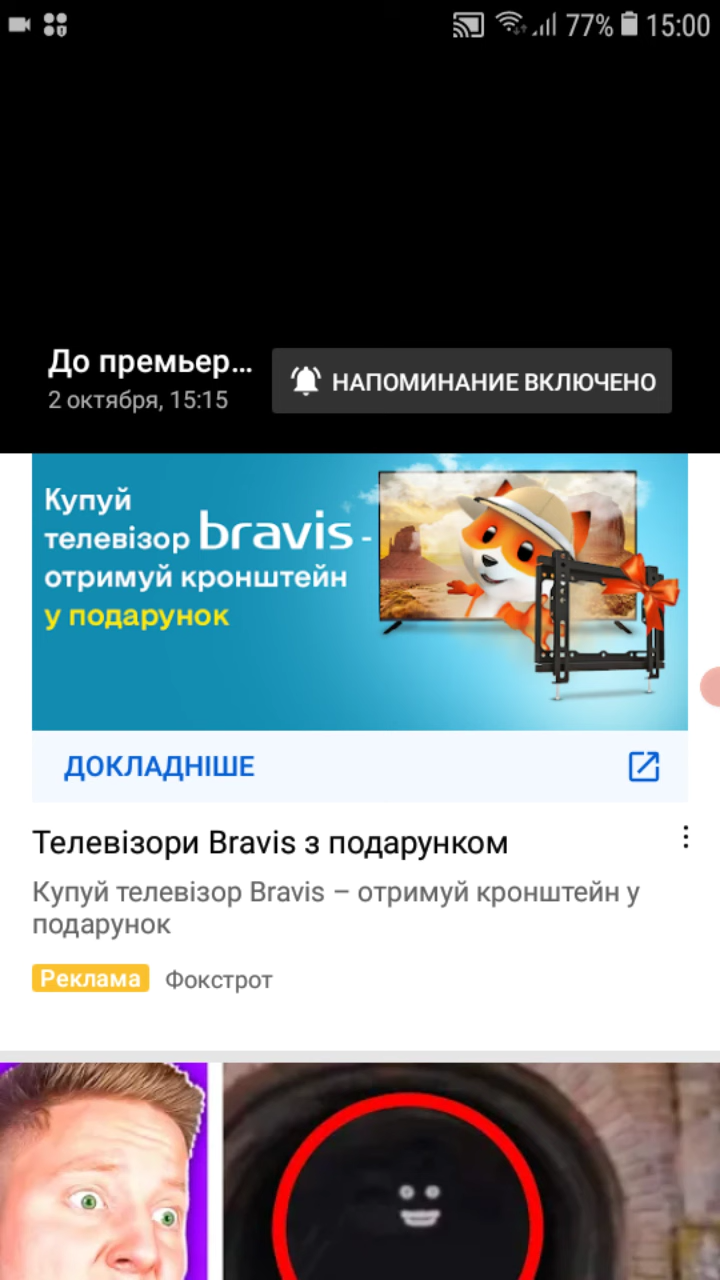 77% 15:00
До премьер...
2 октября, 15:15
НАПОМИНАНИЕ ВКЛЮЧЕНО
Купуй
телевізор bravis -
отримуй кронштейн
у подарунок
ДОКЛАДНІШЕ
Телевізори Bravis з подарунком
Купуй телевізор Bravis – отримуй кронштейн у
подарунок
Реклама Фокстрот